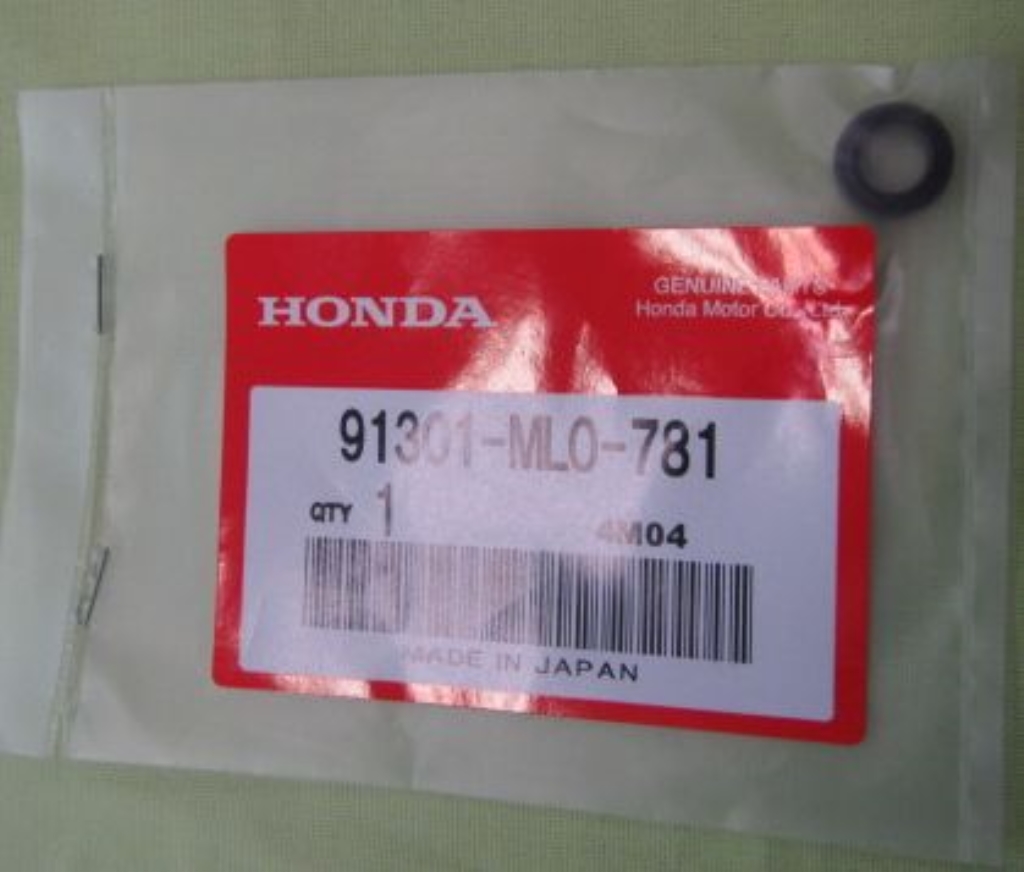 HONDA
GENUINE PARTS
Honda Motor Co., Ltd.
91301-ML0-781
QTY 1
4M04
MADE IN JAPAN